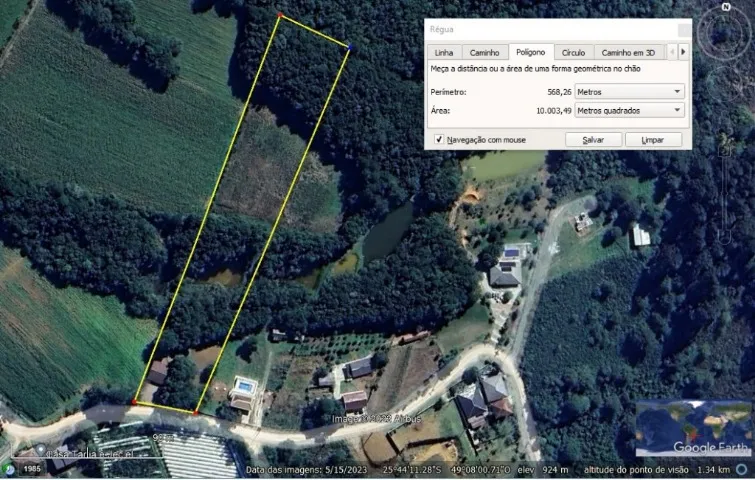 Régua
Linha Caminho Polígono Círculo Caminho em 3D
Meça a distância ou a área de uma forma geométrica no chão
Perímetro: 568,26 Metros
Área: 10.003,49 Metros quadrados
Navegação com mouse Salvar Limpar
N
Airbus
Google Earth
1985 Data das imagens: 5/15/2023 25-44'11.28"S 49-08'00.71"O elev 924 m altitude do ponto de visão 1.34 km